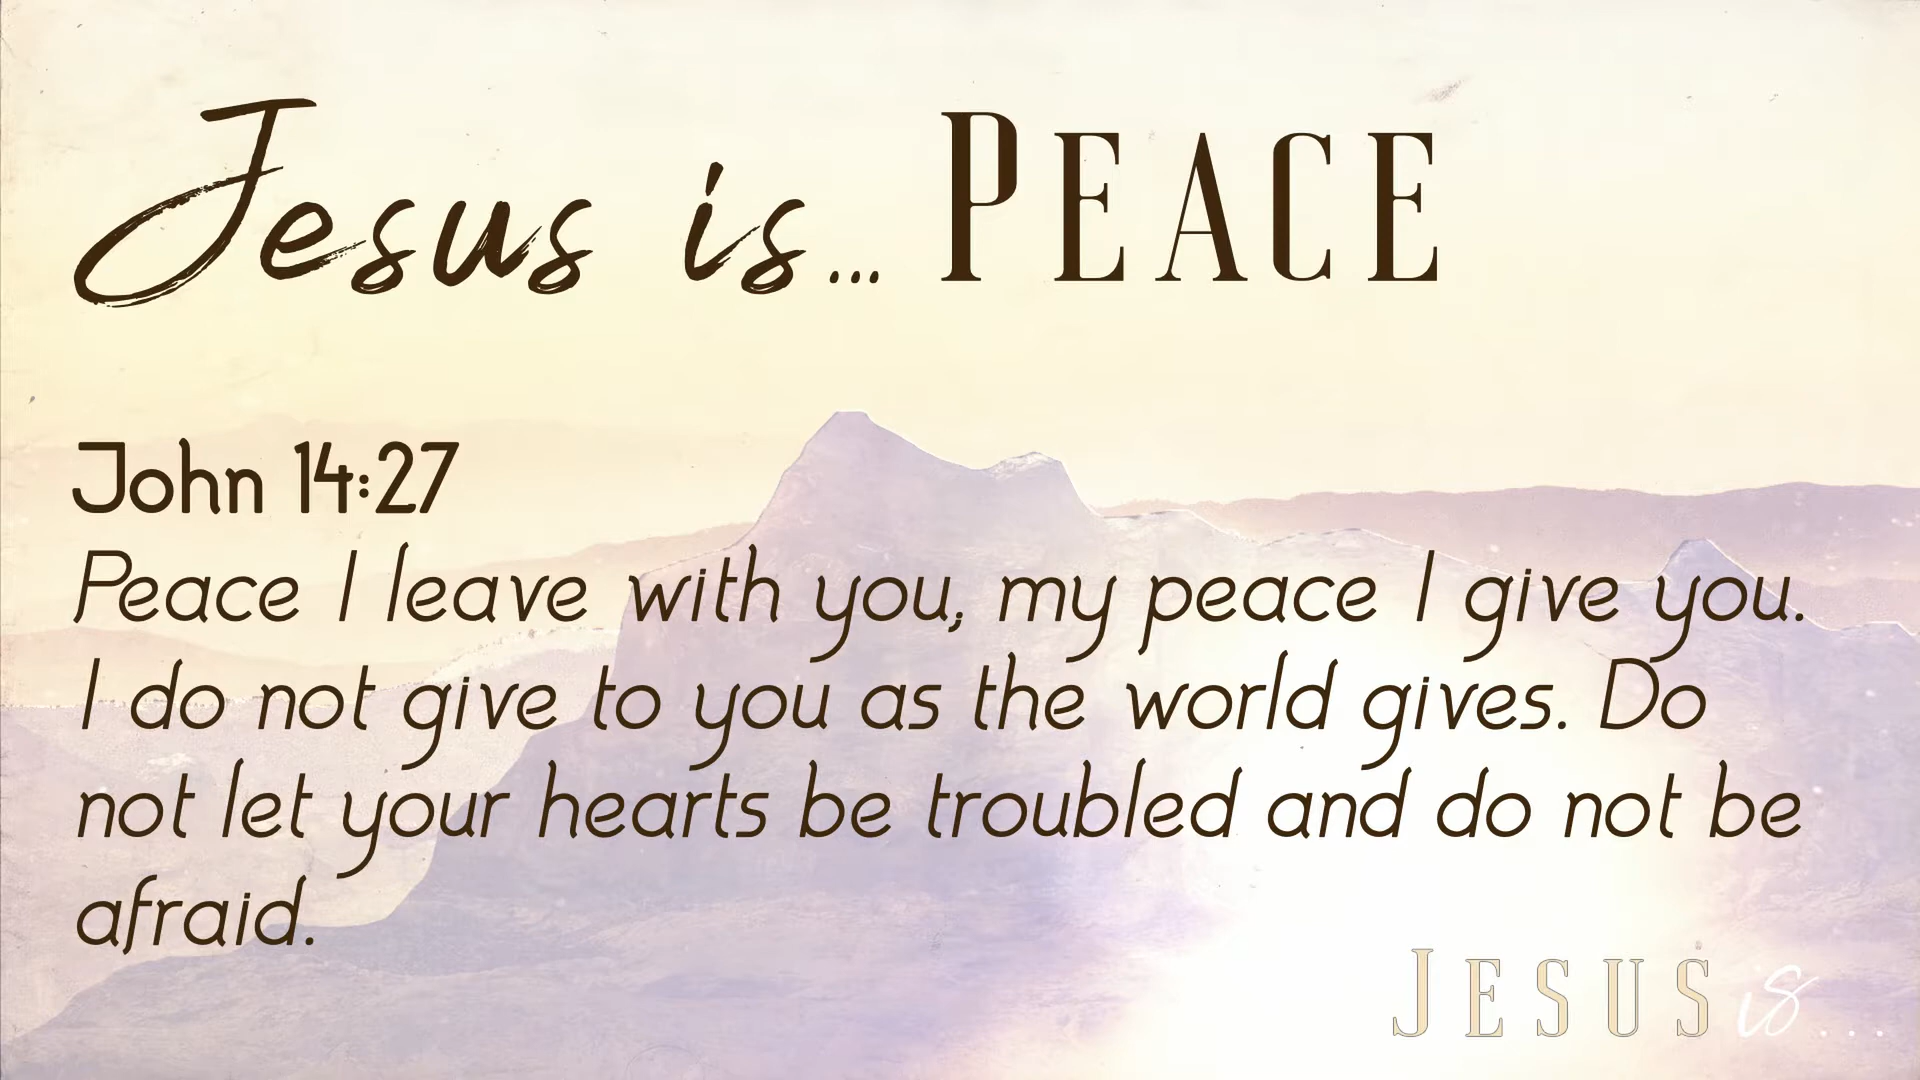 Jesus is... PEACE
John 14:27
Peace I leave with you; my peace I give you.
I do not give to you as the world gives. Do
not let your hearts be troubled and do not be
afraid.
JESUS is...